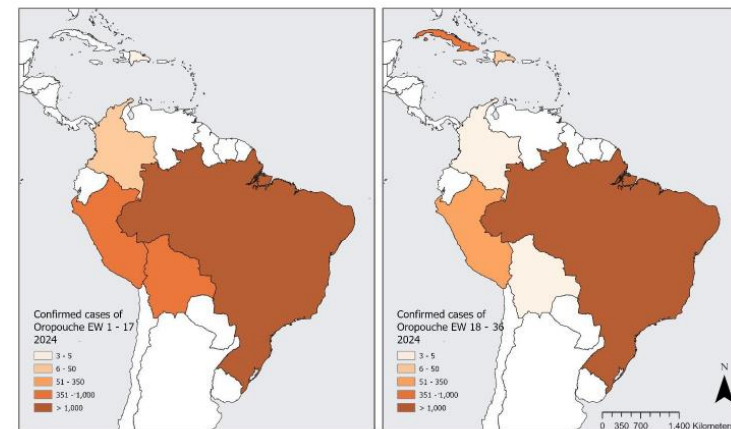 Confirmed cases of
Oropouche EW 1 - 17
2024
3 - 5
6 - 50
51 - 350
351 - 1,000
> 1,000
Confirmed cases of
Oropouche EW 18 - 36
2024
3 - 5
6 - 50
51 - 350
351 - 1,000
> 1,000
N
0 350 700 1.400 Kilometers